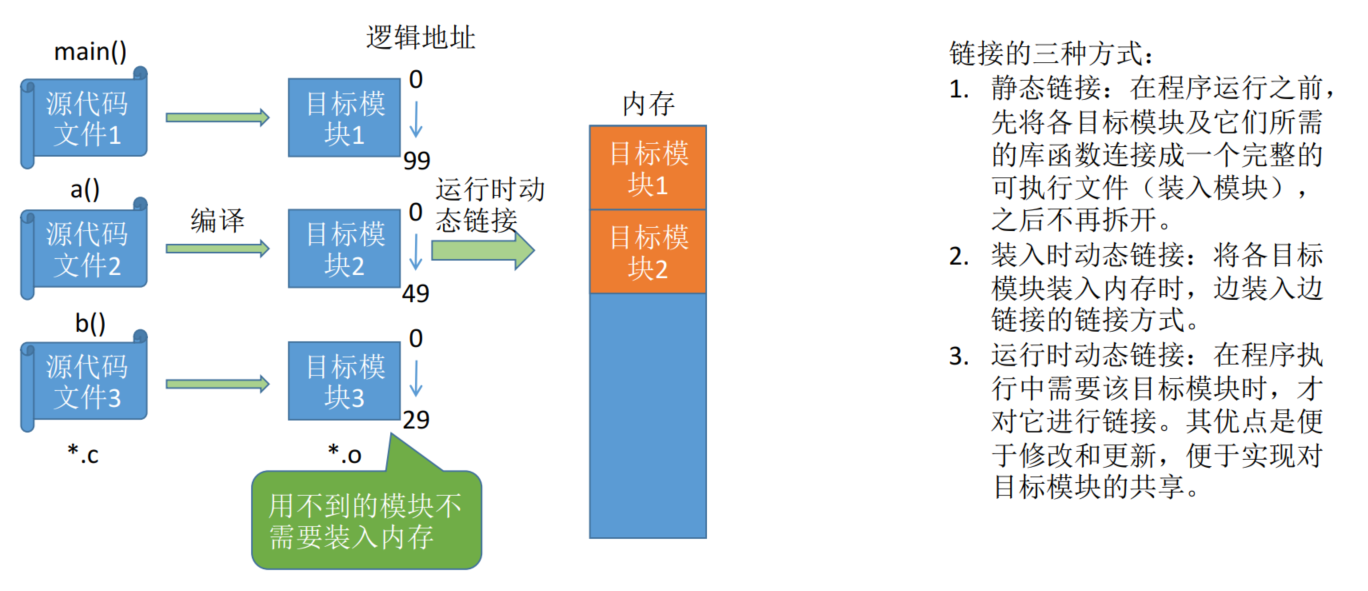 逻辑地址
main()
源代码
文件1
目标模
块1
0
99
a()
源代码
文件2
编译
目标模
块2
0
49
运行时动
态链接
b()
源代码
文件3
目标模
块3
0
29
*.c
*.o
用不到的模块不
需要装入内存
内存
目标模
块1
目标模
块2
链接的三种方式：
1. 静态链接：在程序运行之前，
先将各目标模块及它们所需
的库函数连接成一个完整的
可执行文件（装入模块），
之后不再拆开。
2. 装入时动态链接：将各目标
模块装入内存时，边装入边
链接的链接方式。
3. 运行时动态链接：在程序执
行中需要该目标模块时，才
对它进行链接。其优点是便
于修改和更新，便于实现对
目标模块的共享。